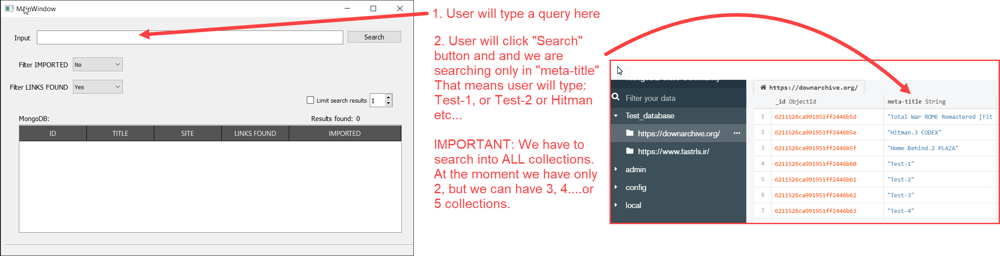 MainWindow
Input
Search
Filter IMPORTED No
Filter LINKS FOUND Yes
Limit search results 1
MongoDB:
Results found: 0
ID TITLE SITE LINKS FOUND IMPORTED
1. User will type a query here
2. User will click "Search"
button and and we are
searching only in "meta-title"
That means user will type:
Test-1, or Test-2 or Hitman
etc...
IMPORTANT: We have to
search into ALL collections.
At the moment we have only
2, but we can have 3, 4....or
5 collections.
Filter your data
Test_database
https://downarchive.org/ •••
https://www.fastrls.ir/
admin
config
local
https://downarchive.org/
_id ObjectId meta-title String
1 6211526ca991951ff2446b5d "Total War ROME Remastered [Fit
2 6211526ca991951ff2446b5e "Hitman.3 CODEX"
3 6211526ca991951ff2446b5f "Home Behind.2 PLAZA"
4 6211526ca991951ff2446b60 "Test-1"
5 6211526ca991951ff2446b61 "Test-2"
6 6211526ca991951ff2446b62 "Test-3"
7 6211526ca991951ff2446b63 "Test-4"